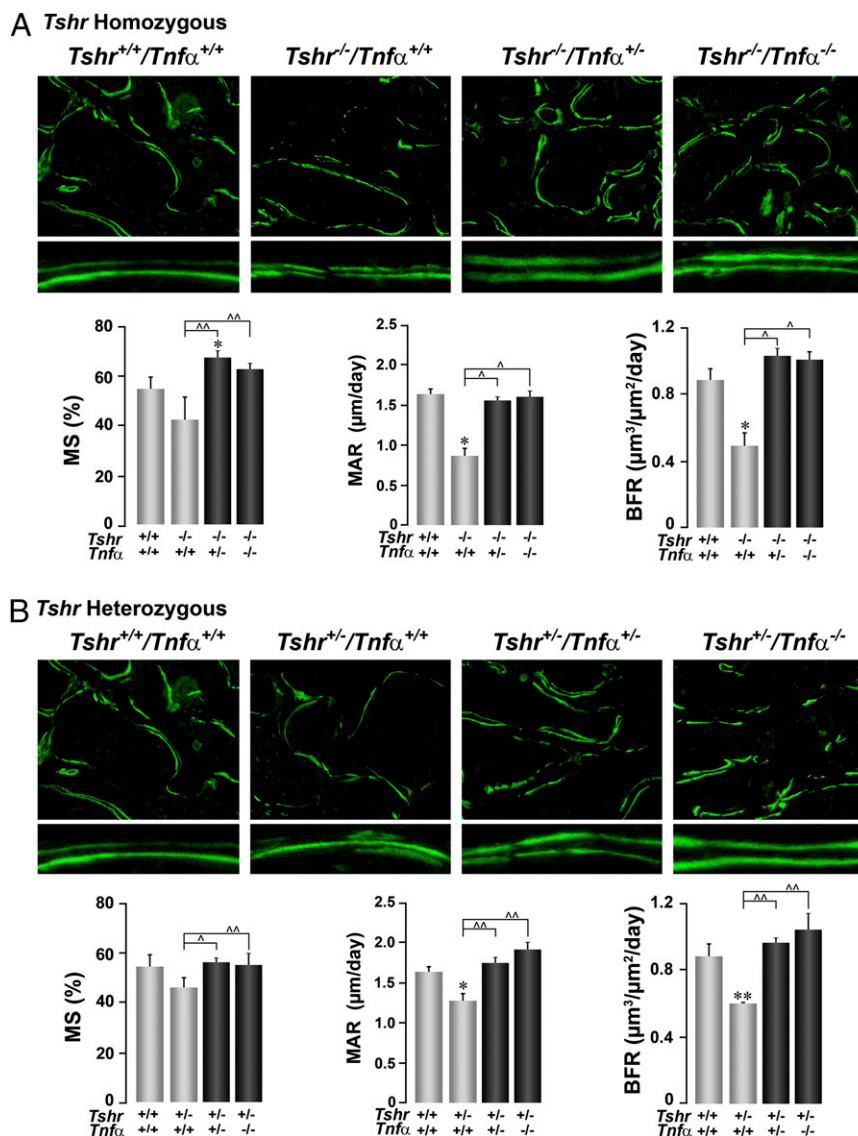 A Tshr Homozygous
Tshr+/+/Tnfα+/+ Tshr-/-/Tnfα+/+ Tshr-/-/Tnfα+/- Tshr-/-/Tnfα-/-
MS (%)
80
60
40
20
0
^^
^^
*
Tshr +/+ -/- -/- -/-
Tnfα +/+ +/+ +/- -/-
MAR (µm/day)
2.5
2.0
1.5
1.0
0.5
0
^
^
*
Tshr +/+ -/- -/- -/-
Tnfα +/+ +/+ +/- -/-
BFR (µm³/µm²/day)
1.2
0.8
0.4
0
^
^
*
Tshr +/+ -/- -/- -/-
Tnfα +/+ +/+ +/- -/-
B Tshr Heterozygous
Tshr+/+/Tnfα+/+ Tshr+/-/Tnfα+/+ Tshr+/-/Tnfα+/- Tshr+/-/Tnfα-/-
MS (%)
80
60
40
20
0
^^
^
Tshr +/+ +/- +/- +/-
Tnfα +/+ +/+ +/- -/-
MAR (µm/day)
2.5
2.0
1.5
1.0
0.5
0
^^
^^
*
Tshr +/+ +/- +/- +/-
Tnfα +/+ +/+ +/- -/-
BFR (µm³/µm²/day)
1.2
0.8
0.4
0
^^
^^
**
Tshr +/+ +/- +/- +/-
Tnfα +/+ +/+ +/- -/-